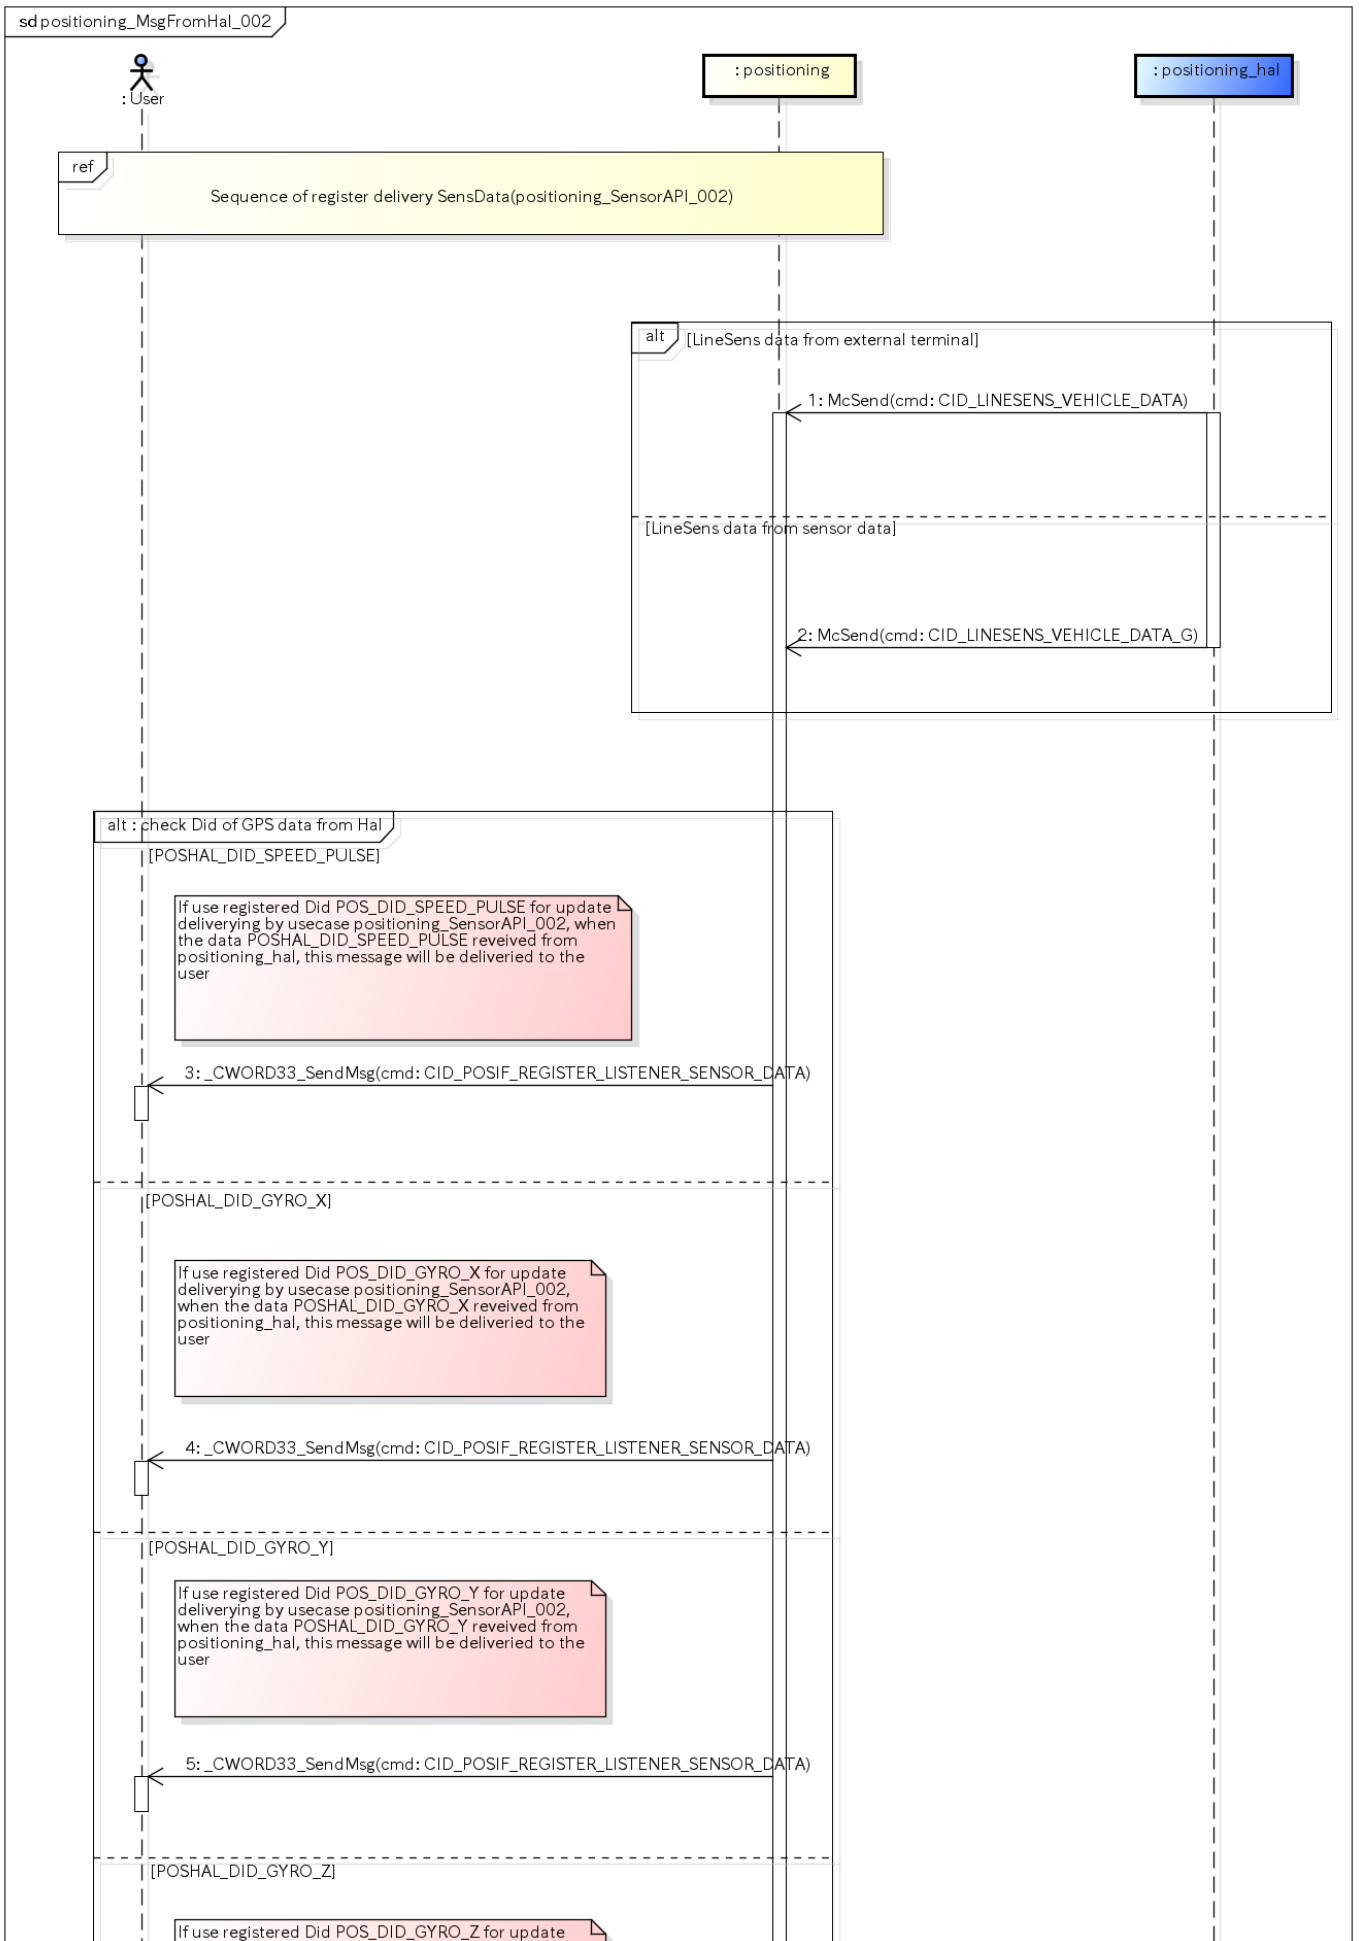 sd positioning_MsgFromHal_002
: User
: positioning
: positioning_hal
ref
Sequence of register delivery SensData(positioning_SensorAPI_002)
alt
[LineSens data from external terminal]
1: McSend(cmd: CID_LINESENS_VEHICLE_DATA)
[LineSens data from sensor data]
2: McSend(cmd: CID_LINESENS_VEHICLE_DATA_G)
alt : check Did of GPS data from Hal
[POSHAL_DID_SPEED_PULSE]
If use registered Did POS_DID_SPEED_PULSE for update
deliverying by usecase positioning_SensorAPI_002, when
the data POSHAL_DID_SPEED_PULSE reveived from
positioning_hal, this message will be deliveried to the
user
3: _CWORD33_SendMsg(cmd: CID_POSIF_REGISTER_LISTENER_SENSOR_DATA)
[POSHAL_DID_GYRO_X]
If use registered Did POS_DID_GYRO_X for update
deliverying by usecase positioning_SensorAPI_002,
when the data POSHAL_DID_GYRO_X reveived from
positioning_hal, this message will be deliveried to the
user
4: _CWORD33_SendMsg(cmd: CID_POSIF_REGISTER_LISTENER_SENSOR_DATA)
[POSHAL_DID_GYRO_Y]
If use registered Did POS_DID_GYRO_Y for update
deliverying by usecase positioning_SensorAPI_002,
when the data POSHAL_DID_GYRO_Y reveived from
positioning_hal, this message will be deliveried to the
user
5: _CWORD33_SendMsg(cmd: CID_POSIF_REGISTER_LISTENER_SENSOR_DATA)
[POSHAL_DID_GYRO_Z]
If use registered Did POS_DID_GYRO_Z for update